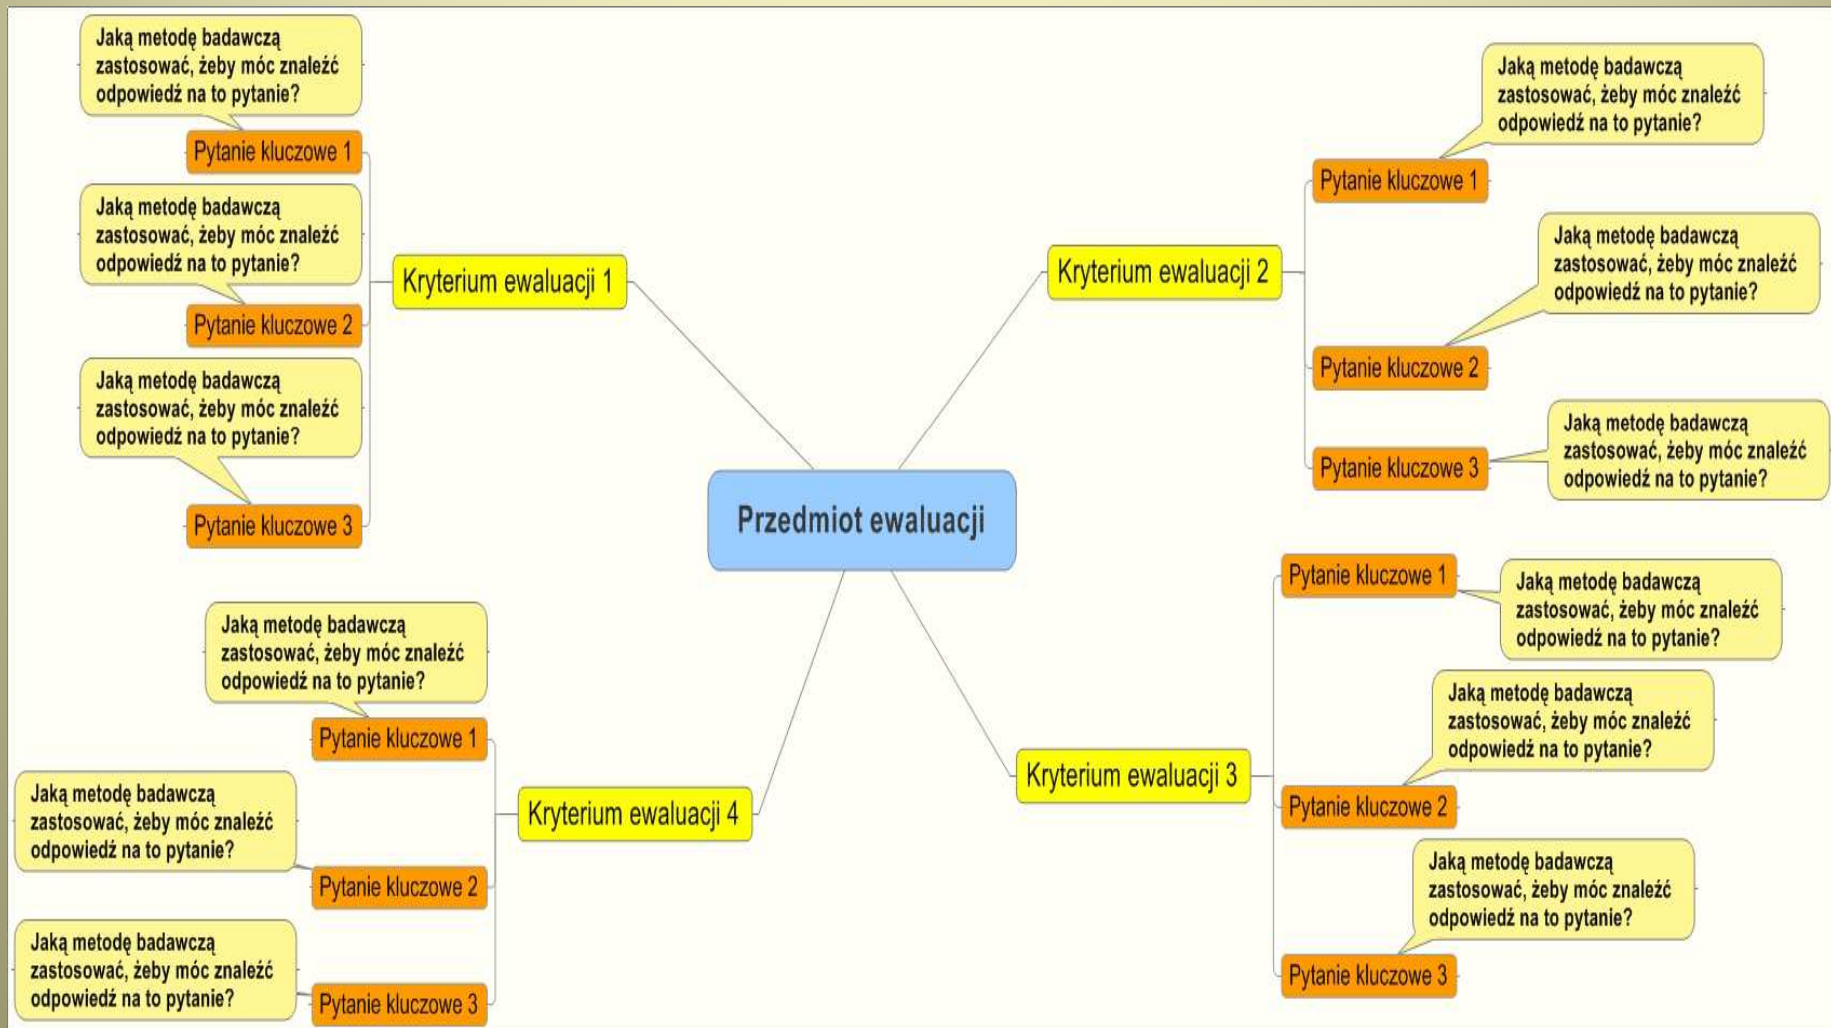 Jaką metodę badawczą
zastosować, żeby móc znaleźć
odpowiedź na to pytanie?
Pytanie kluczowe 1
Jaką metodę badawczą
zastosować, żeby móc znaleźć
odpowiedź na to pytanie?
Pytanie kluczowe 2
Jaką metodę badawczą
zastosować, żeby móc znaleźć
odpowiedź na to pytanie?
Pytanie kluczowe 3
Kryterium ewaluacji 1
Jaką metodę badawczą
zastosować, żeby móc znaleźć
odpowiedź na to pytanie?
Pytanie kluczowe 1
Jaką metodę badawczą
zastosować, żeby móc znaleźć
odpowiedź na to pytanie?
Kryterium ewaluacji 2
Pytanie kluczowe 2
Jaką metodę badawczą
zastosować, żeby móc znaleźć
odpowiedź na to pytanie?
Pytanie kluczowe 3
Przedmiot ewaluacji
Pytanie kluczowe 1
Jaką metodę badawczą
zastosować, żeby móc znaleźć
odpowiedź na to pytanie?
Jaką metodę badawczą
zastosować, żeby móc znaleźć
odpowiedź na to pytanie?
Kryterium ewaluacji 3
Pytanie kluczowe 2
Jaką metodę badawczą
zastosować, żeby móc znaleźć
odpowiedź na to pytanie?
Pytanie kluczowe 3
Jaką metodę badawczą
zastosować, żeby móc znaleźć
odpowiedź na to pytanie?
Pytanie kluczowe 1
Jaką metodę badawczą
zastosować, żeby móc znaleźć
odpowiedź na to pytanie?
Kryterium ewaluacji 4
Pytanie kluczowe 2
Jaką metodę badawczą
zastosować, żeby móc znaleźć
odpowiedź na to pytanie?
Pytanie kluczowe 3